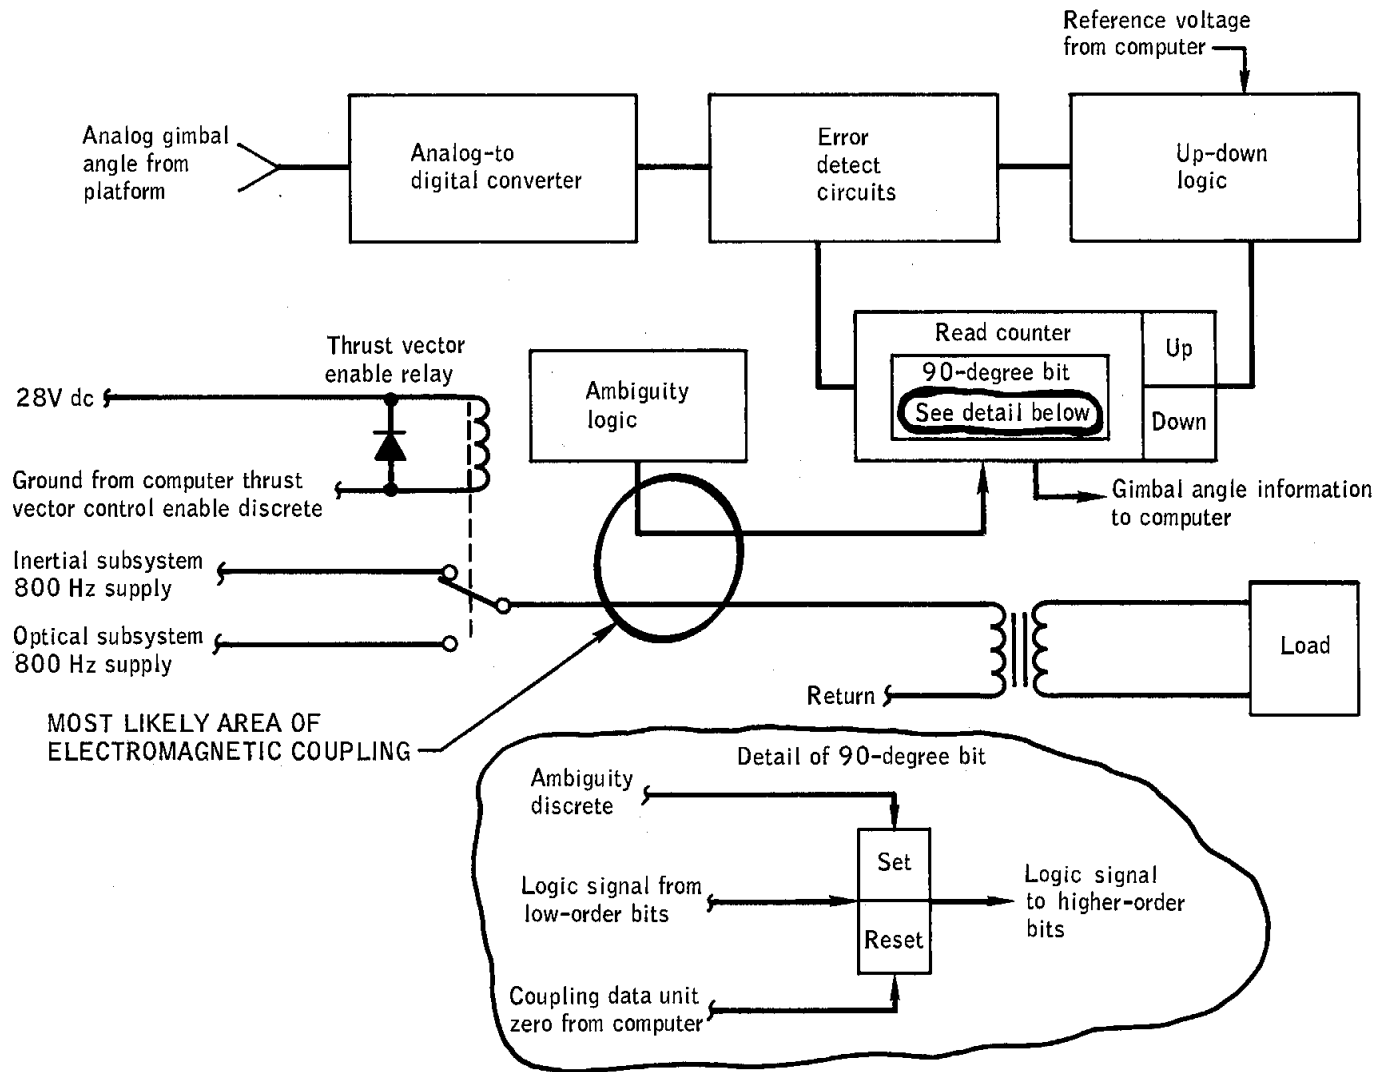 Reference voltage
from computer
Analog gimbal
angle from
platform
Analog-to
digital converter
Error
detect
circuits
Up-down
logic
Thrust vector
enable relay
28V dc
Ground from computer thrust
vector control enable discrete
Ambiguity
logic
Read counter
90-degree bit
See detail below
Up
Down
Gimbal angle information
to computer
Inertial subsystem
800 Hz supply
Optical subsystem
800 Hz supply
Return
Load
MOST LIKELY AREA OF
ELECTROMAGNETIC COUPLING
Detail of 90-degree bit
Ambiguity
discrete
Set
Logic signal from
low-order bits
Reset
Logic signal
to higher-order
bits
Coupling data unit
zero from computer